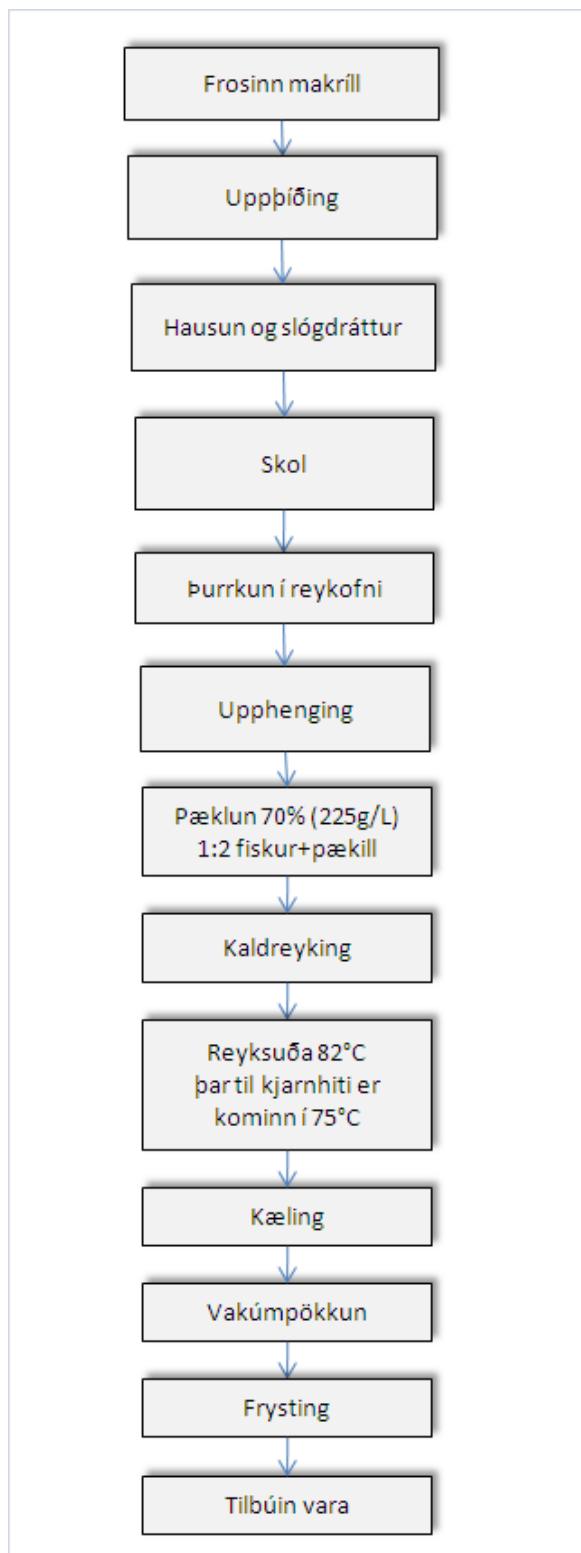 Frosinn makríll
Uppþíðing
Hausun og slógdráttur
Skol
Þurrkun í reykofni
Upphenging
Pæklun 70% (225g/L)
1:2 fiskur+pækill
Kaldreyking
Reyksuða 82°C
þar til kjarnhiti er
kominn í 75°C
Kæling
Vakúmpökkun
Frysting
Tilbúin vara